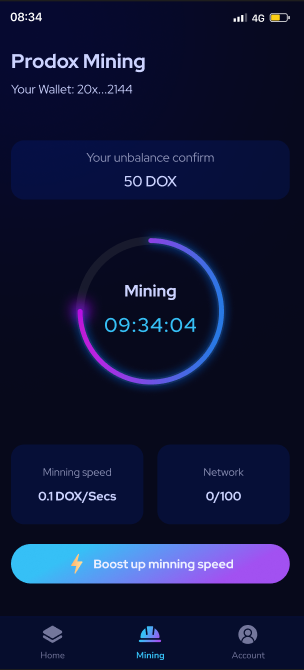 08:34
4G
Prodox Mining
Your Wallet: 20x...2144
Your unbalance confirm
50 DOX
Mining
09:34:04
Minning speed
0.1 DOX/Secs
Network
0/100
Boost up minning speed
Home
Mining
Account